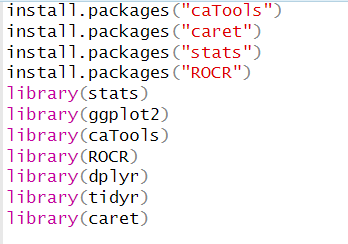 install.packages("caTools")
install.packages("caret")
install.packages("stats")
install.packages("ROCR")
library(stats)
library(ggplot2)
library(caTools)
library(ROCR)
library(dplyr)
library(tidyr)
library(caret)